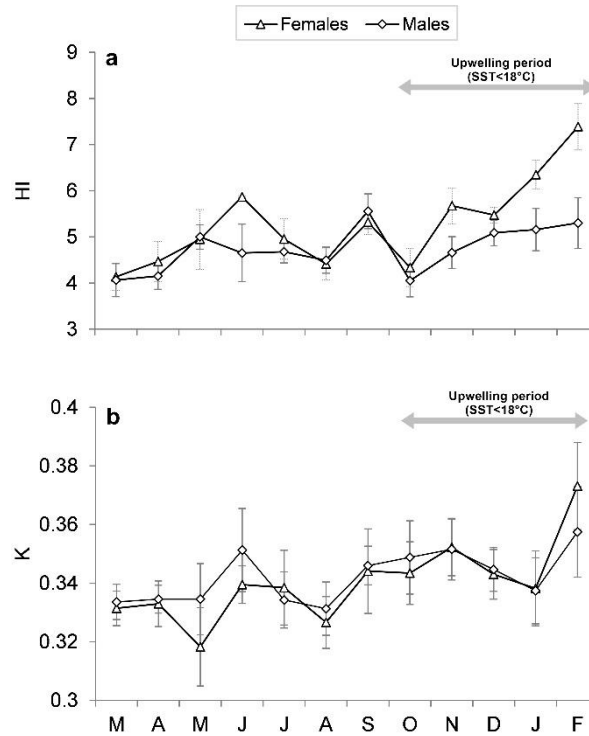 Females Males
a
Upwelling period
(SST<18°C)
9
8
7
6
5
4
3
HI
b
Upwelling period
(SST<18°C)
0.4
0.38
0.36
0.34
0.32
0.3
K
M A M J J A S O N D J F